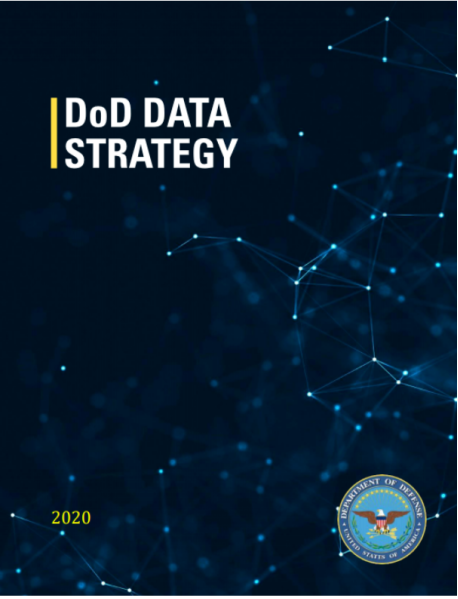 DoD DATA
STRATEGY
2020
DEPARTMENT OF DEFENSE
UNITED STATES OF AMERICA